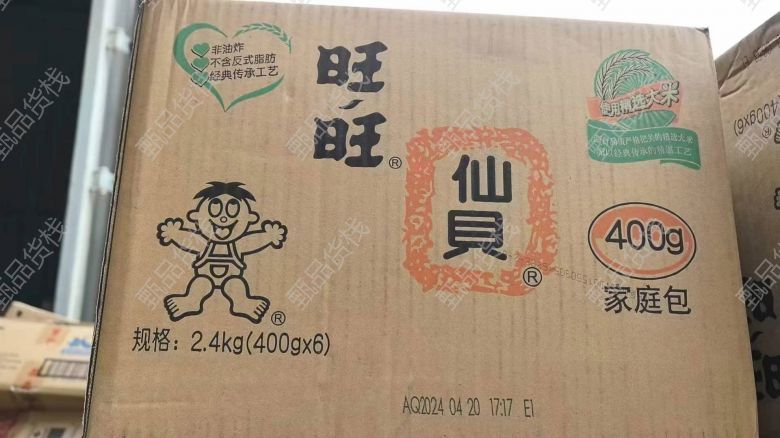 非油炸
不含反式脂肪
经典传承工艺
旺旺®
仙貝®
使用精选大米
400g
家庭包
规格：2.4kg(400gx6)
AQ2024 04 20 17:17 E1
甄品货栈